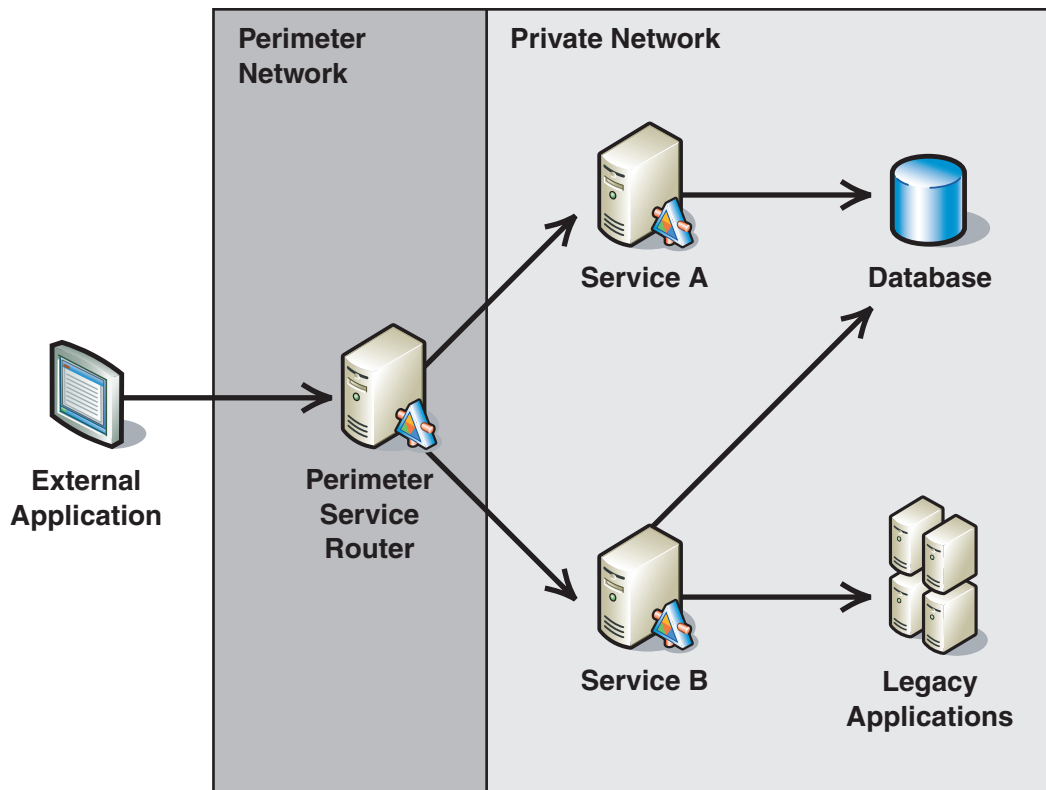 Perimeter
Network
Private Network
Service A
Database
External
Application
Perimeter
Service
Router
Service B
Legacy
Applications